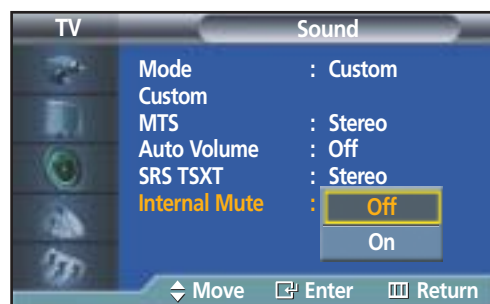 TV Sound
Mode : Custom
Custom
MTS : Stereo
Auto Volume : Off
SRS TSXT : Stereo
Internal Mute : Off
On
Move Enter Return